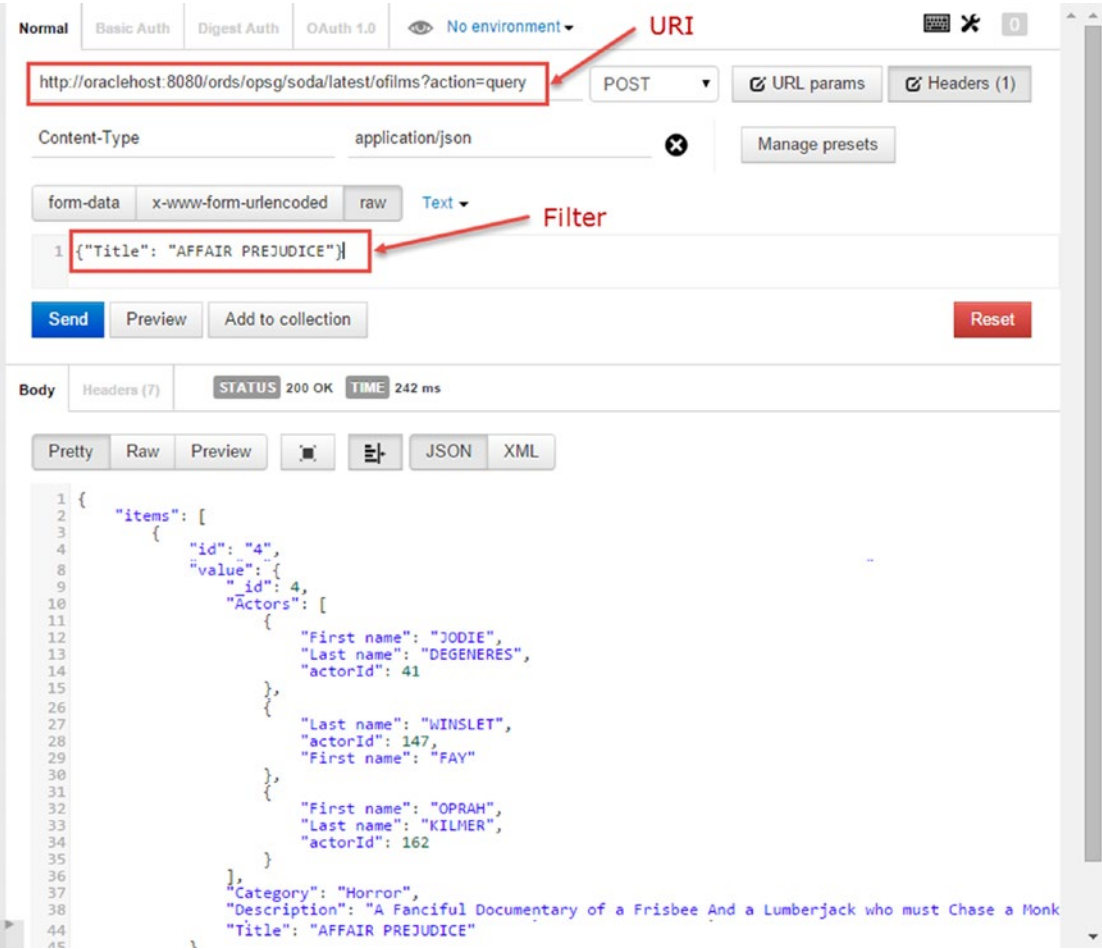 Normal Basic Auth Digest Auth OAuth 1.0 No environment URI 0
http://oraclehost:8080/ords/opsg/soda/latest/ofilms?action=query POST URL params Headers (1)
Content-Type application/json Manage presets
form-data x-www-form-urlencoded raw Text
Filter
1 {"Title": "AFFAIR PREJUDICE"}
Send Preview Add to collection Reset
Body Headers (7) STATUS 200 OK TIME 242 ms
Pretty Raw Preview JSON XML
1 {
2 "items": [
3 {
4 "id": "4",
8 "value": {
9 "_id": 4,
10 "Actors": [
11 {
12 "First name": "JODIE",
13 "Last name": "DEGENERES",
14 "actorId": 41
15 },
26 {
27 "Last name": "WINSLET",
28 "actorId": 147,
29 "First name": "FAY"
30 },
31 {
32 "First name": "OPRAH",
33 "Last name": "KILMER",
34 "actorId": 162
35 }
36 ],
37 "Category": "Horror",
38 "Description": "A Fanciful Documentary of a Frisbee And a Lumberjack who must Chase a Monk
44 "Title": "AFFAIR PREJUDICE"
45 }